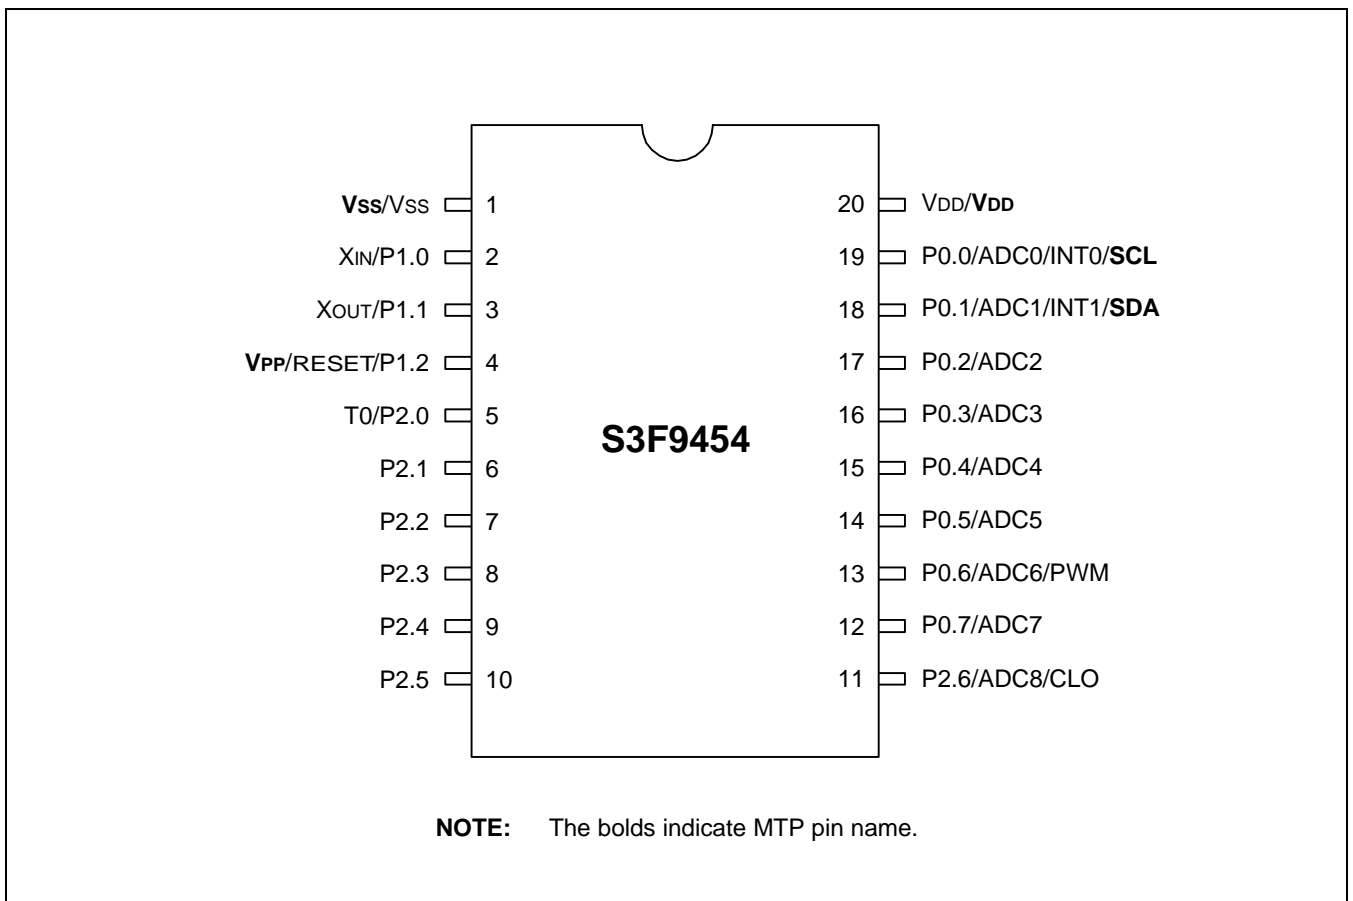 Vss/Vss 1 20 VDD/VDD
XIN/P1.0 2 19 P0.0/ADC0/INT0/SCL
XOUT/P1.1 3 18 P0.1/ADC1/INT1/SDA
VPP/RESET/P1.2 4 17 P0.2/ADC2
T0/P2.0 5 16 P0.3/ADC3
S3F9454
P2.1 6 15 P0.4/ADC4
P2.2 7 14 P0.5/ADC5
P2.3 8 13 P0.6/ADC6/PWM
P2.4 9 12 P0.7/ADC7
P2.5 10 11 P2.6/ADC8/CLO
NOTE: The bolds indicate MTP pin name.